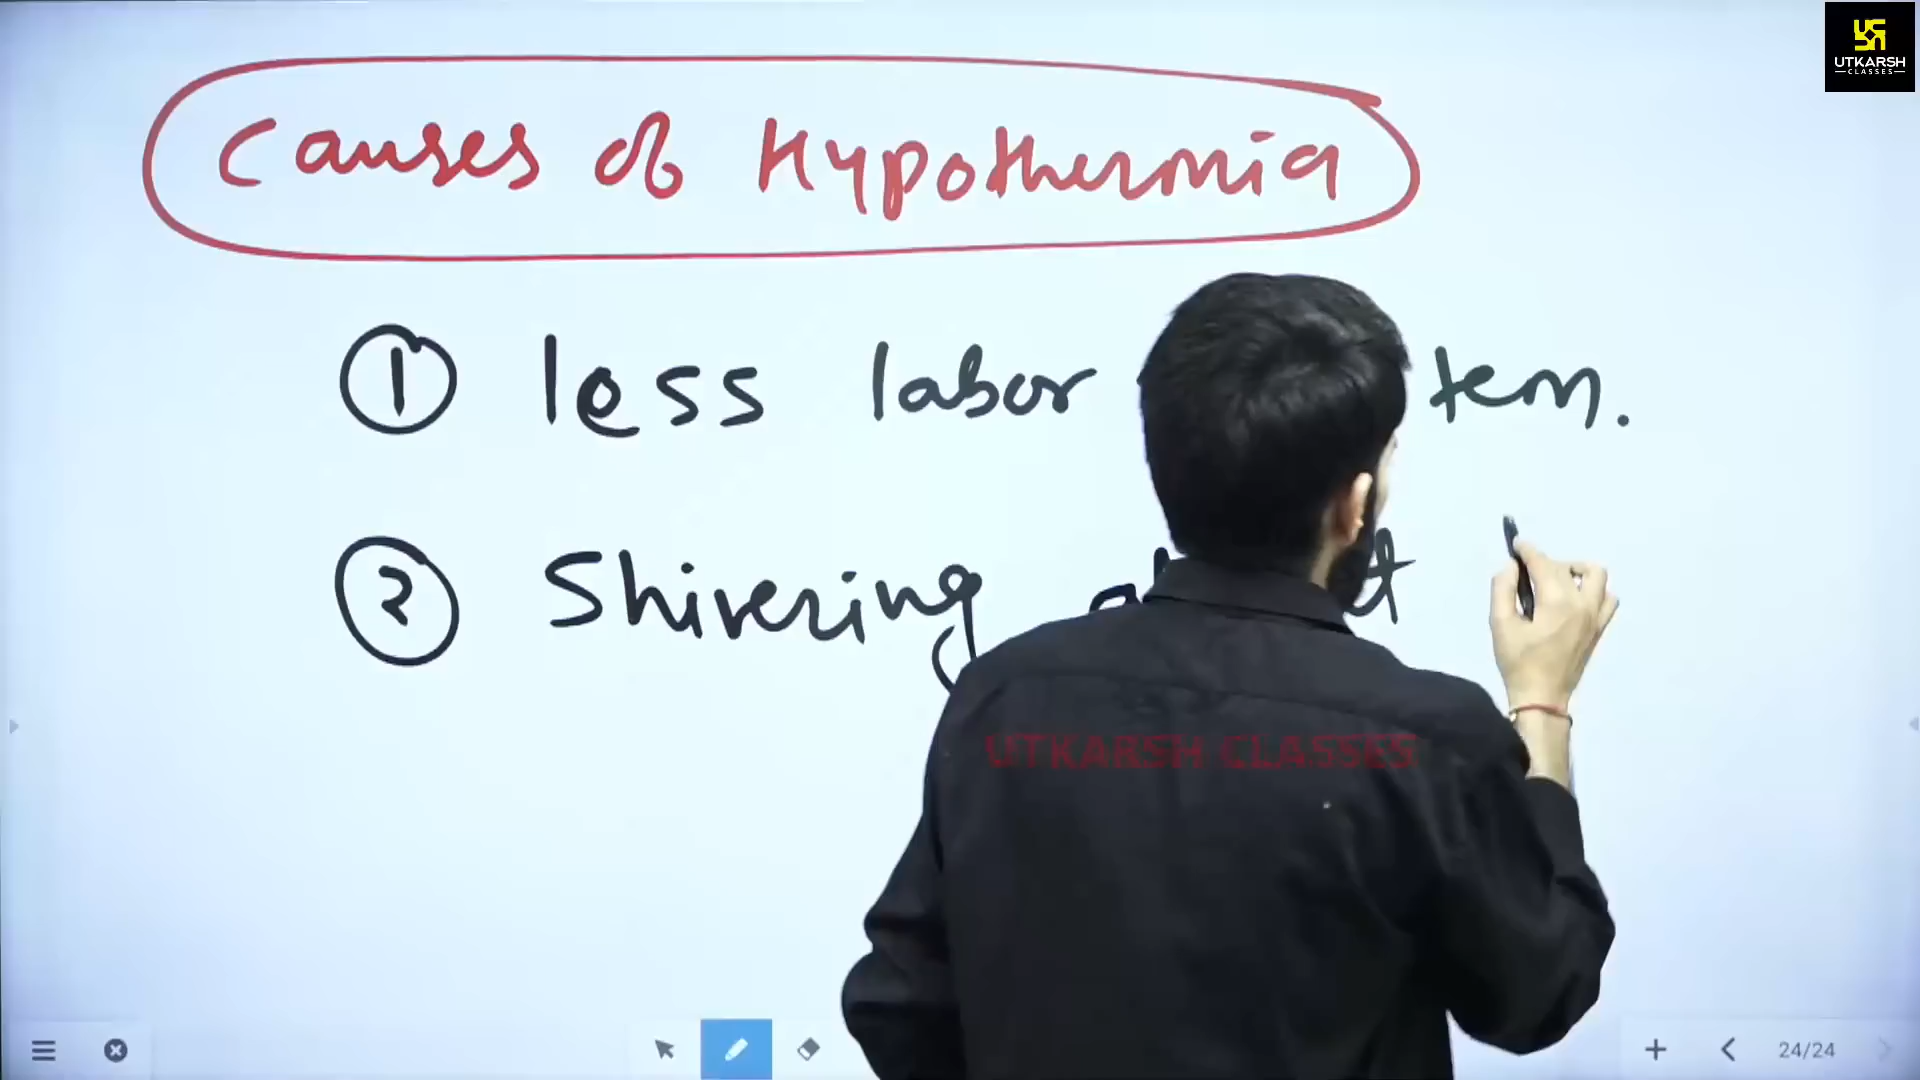 UTKARSH
CLASSES
Causes of Hypothermia
1 less labor tem.
2 Shivering
UTKARSH CLASSES
24/24